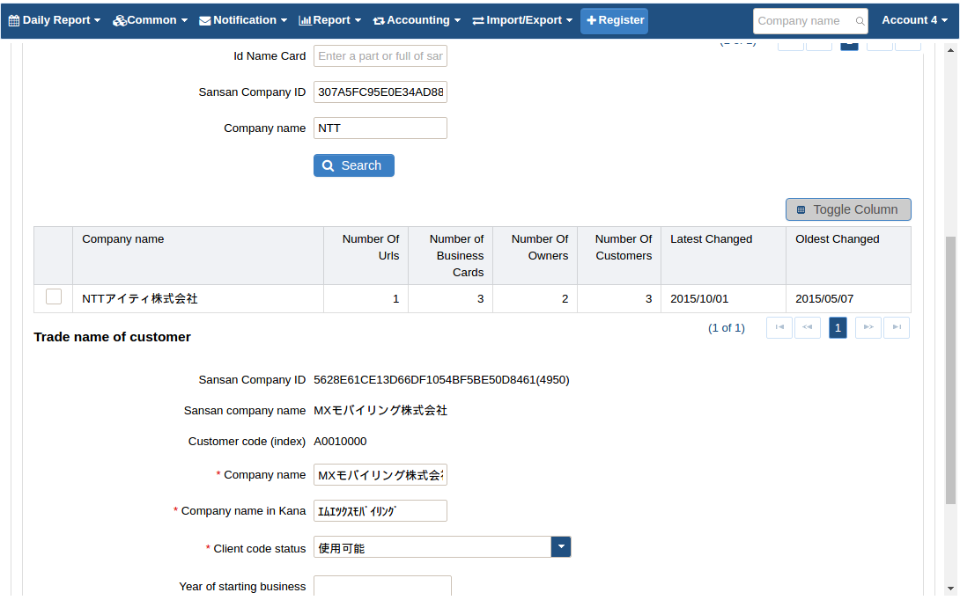 Daily Report Common Notification Report Accounting Import/Export Register Company name Account 4
Id Name Card Enter a part or full of sar
Sansan Company ID 307A5FC95E0E34AD88
Company name NTT
Search
Toggle Column
Company name Number Of Urls Number of Business Cards Number Of Owners Number Of Customers Latest Changed Oldest Changed
NTTアイティ株式会社 1 3 2 3 2015/10/01 2015/05/07
(1 of 1) 1
Trade name of customer
Sansan Company ID 5628E61CE13D66DF1054BF5BE50D8461(4950)
Sansan company name MXモバイリング株式会社
Customer code (index) A0010000
* Company name MXモバイリング株式会
* Company name in Kana ｴﾑｴﾂｸｽﾓﾊﾞｲﾘﾝｸﾞ
* Client code status 使用可能
Year of starting business